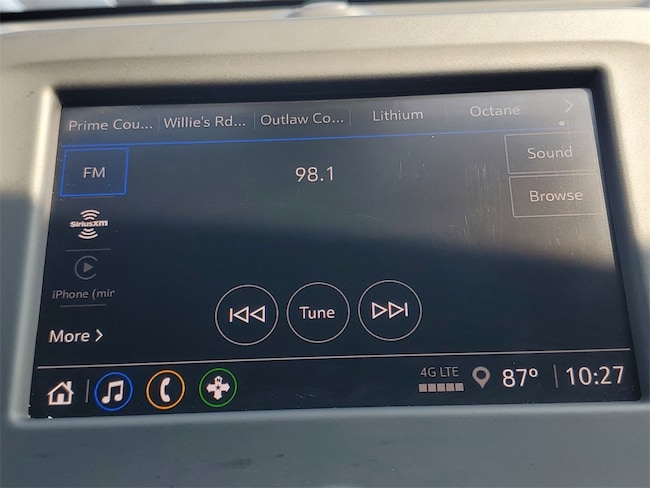 Prime Cou... Willie's Rd... Outlaw Co... Lithium Octane
FM
98.1
Sound
Browse
SiriusXM
iPhone (mir
Tune
More
4G LTE
87° 10:27